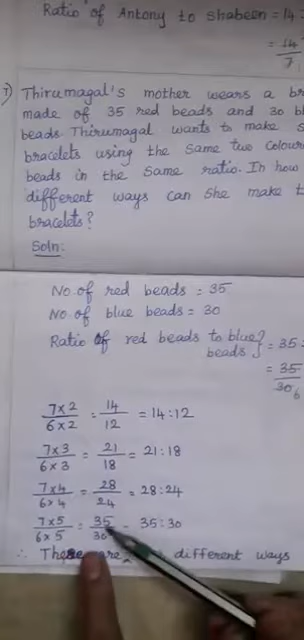 Ratio of Antony to Shabeen = 14:
= 14
7
7) Thirumagal's mother wears a
made of 35 red beads and 30
beads. Thirumagal wants to make
bracelets using the same two
beads in the same ratio. In how
different ways can she make
bracelets?
Soln:
No of red beads = 35
No of blue beads = 30
Ratio of red beads to blue beads } = 35:
= 35
30 6
7×2/6×2 = 14/12 = 14:12
7×3/6×3 = 21/18 = 21:18
7×4/6×4 = 28/24 = 28:24
7×5/6×5 = 35/30 = 35:30
∴ There are different ways